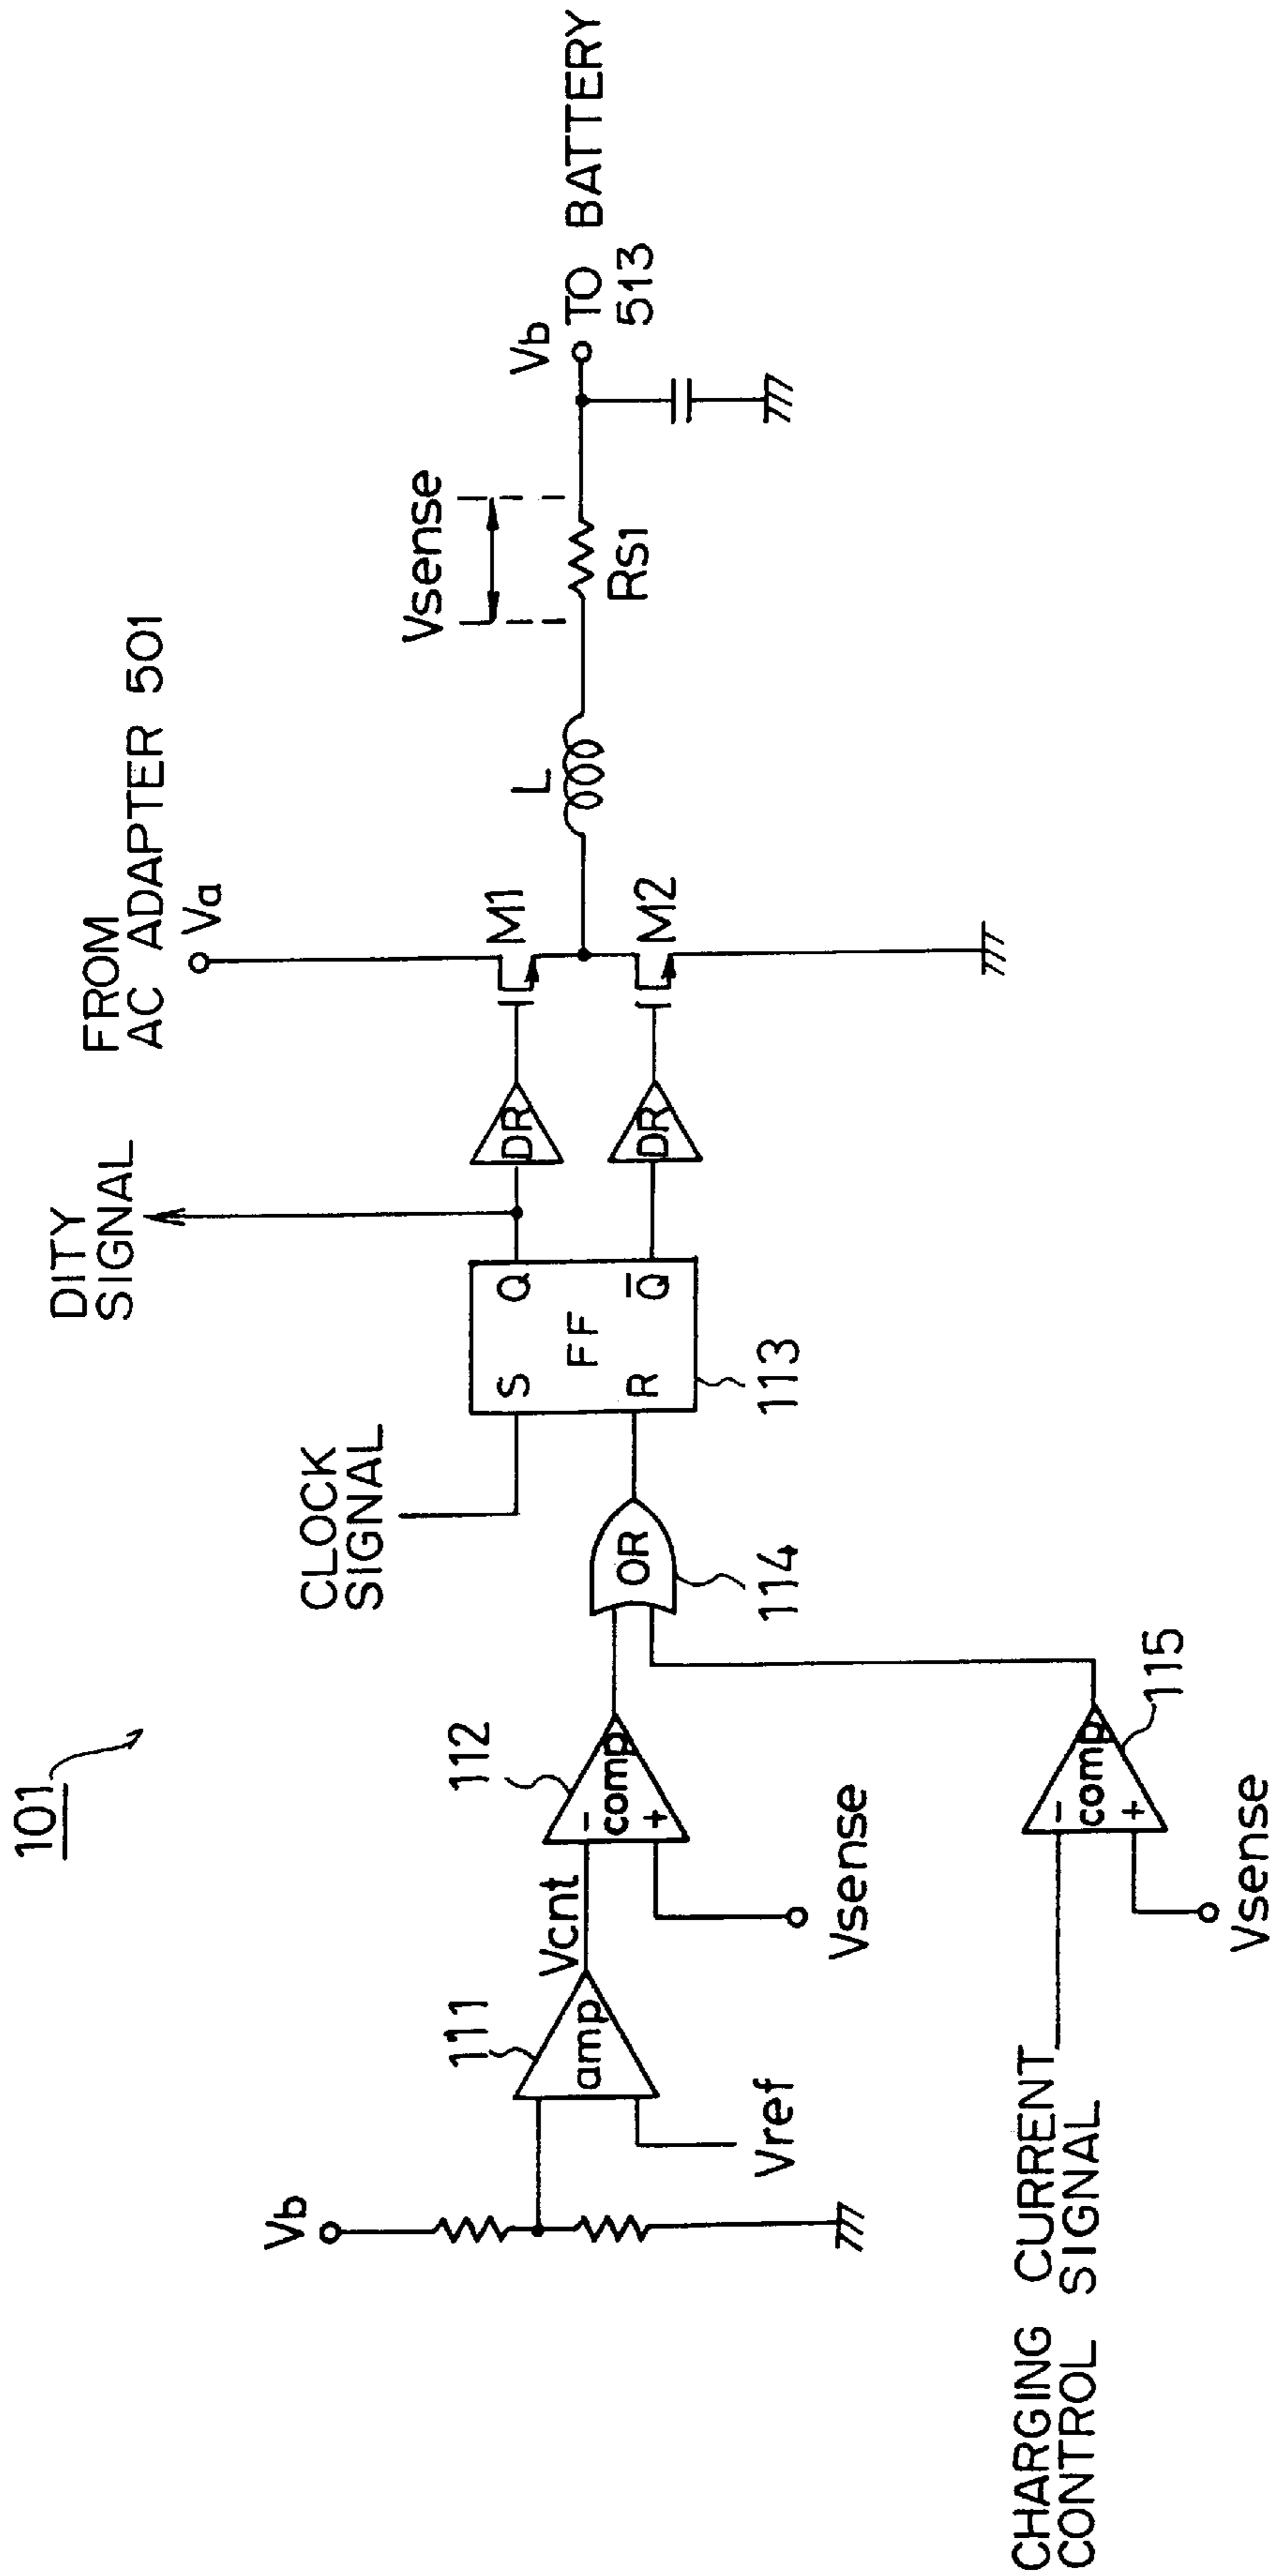 101
FROM
AC ADAPTER 501
Va
DITY
SIGNAL
CLOCK
SIGNAL
Vsense
Vb
TO BATTERY
513
L
RS1
M1
M2
DR
DR
S
Q
FF
R
Q̅
113
OR
114
112
comp
−
+
Vsense
Vcnt
111
amp
Vref
Vb
115
comp
−
+
Vsense
CHARGING CURRENT
CONTROL SIGNAL